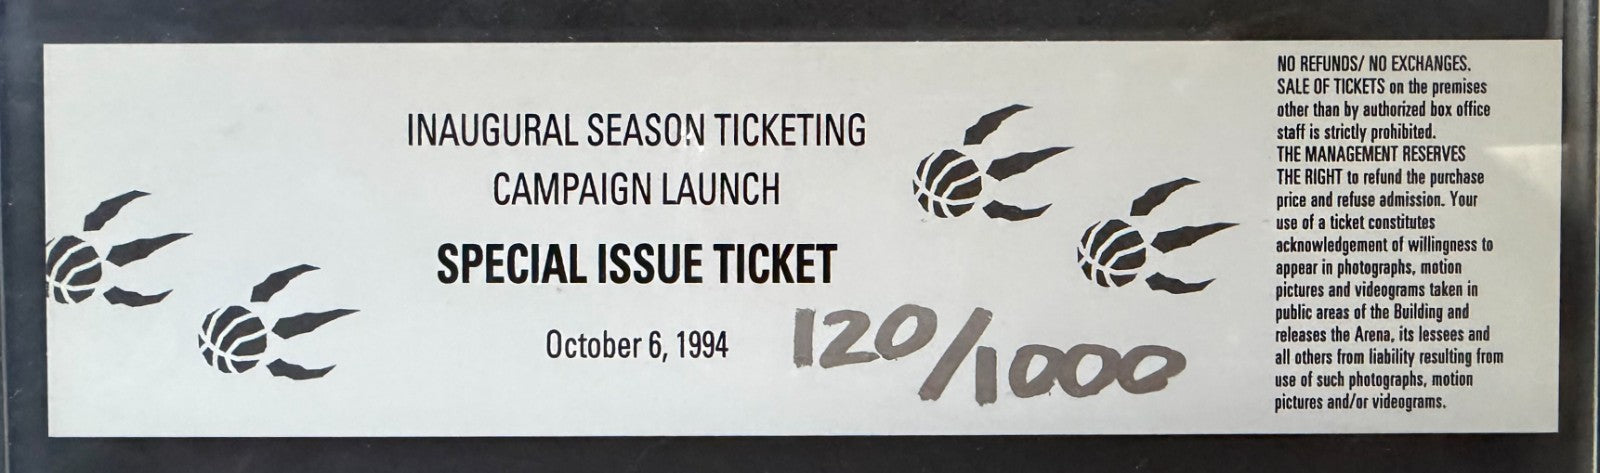 INAUGURAL SEASON TICKETING
CAMPAIGN LAUNCH
SPECIAL ISSUE TICKET
October 6, 1994
120/1000
NO REFUNDS/ NO EXCHANGES.
SALE OF TICKETS on the premises
other than by authorized box office
staff is strictly prohibited.
THE MANAGEMENT RESERVES
THE RIGHT to refund the purchase
price and refuse admission. Your
use of a ticket constitutes
acknowledgement of willingness to
appear in photographs, motion
pictures and videograms taken in
public areas of the Building and
releases the Arena, its lessees and
all others from liability resulting from
use of such photographs, motion
pictures and/or videograms.